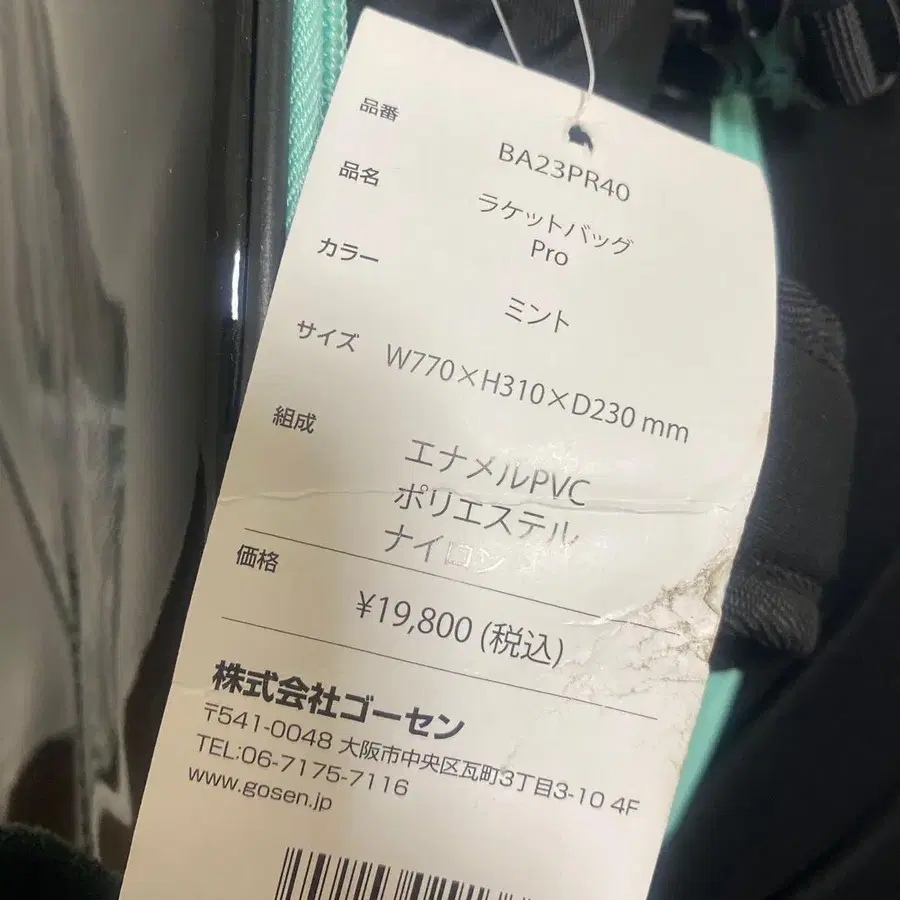 品番 BA23PR40
品名 ラケットバッグ
Pro
カラー ミント
サイズ W770×H310×D230 mm
組成 エナメルPVC
ポリエステル
ナイロン
価格 ¥19,800 (税込)
株式会社ゴーセン
〒541-0048 大阪市中央区瓦町3丁目3-10 4F
TEL:06-7175-7116
www.gosen.jp